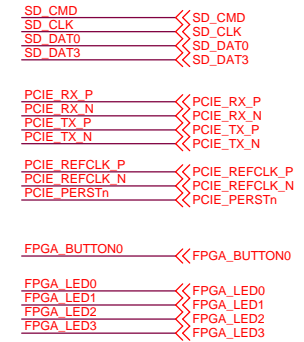 SD_CMD SD_CMD
SD_CLK SD_CLK
SD_DAT0 SD_DAT0
SD_DAT3 SD_DAT3
PCIE_RX_P PCIE_RX_P
PCIE_RX_N PCIE_RX_N
PCIE_TX_P PCIE_TX_P
PCIE_TX_N PCIE_TX_N
PCIE_REFCLK_P PCIE_REFCLK_P
PCIE_REFCLK_N PCIE_REFCLK_N
PCIE_PERSTn PCIE_PERSTn
FPGA_BUTTON0 FPGA_BUTTON0
FPGA_LED0 FPGA_LED0
FPGA_LED1 FPGA_LED1
FPGA_LED2 FPGA_LED2
FPGA_LED3 FPGA_LED3